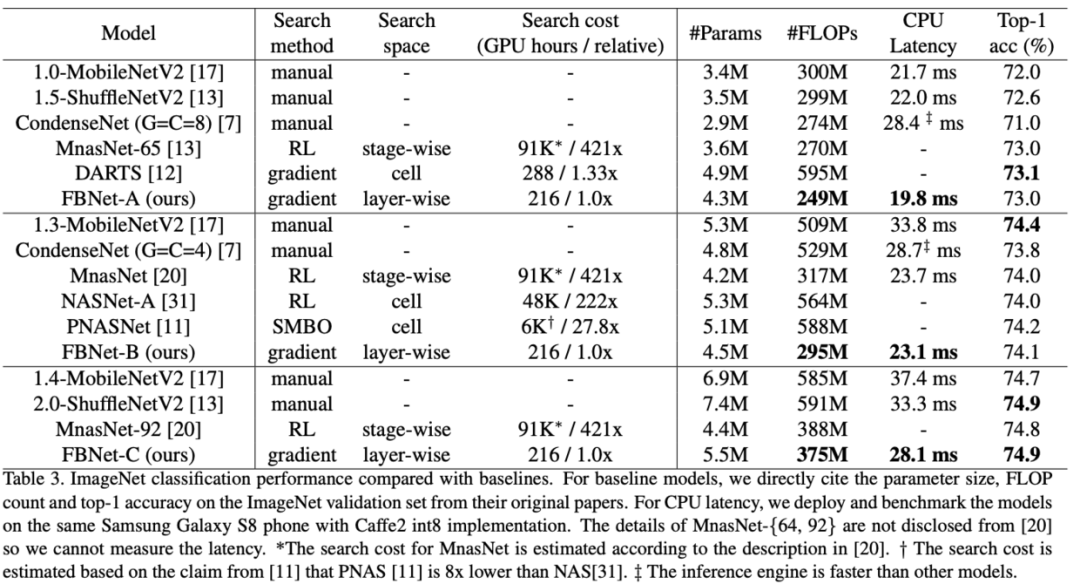 Model Search method Search space Search cost (GPU hours / relative) #Params #FLOPs CPU Latency Top-1 acc (%)
1.0-MobileNetV2 [17] manual - - 3.4M 300M 21.7 ms 72.0
1.5-ShuffleNetV2 [13] manual - - 3.5M 299M 22.0 ms 72.6
CondenseNet (G=C=8) [7] manual - - 2.9M 274M 28.4 ‡ ms 71.0
MnasNet-65 [13] RL stage-wise 91K* / 421x 3.6M 270M - 73.0
DARTS [12] gradient cell 288 / 1.33x 4.9M 595M - 73.1
FBNet-A (ours) gradient layer-wise 216 / 1.0x 4.3M 249M 19.8 ms 73.0
1.3-MobileNetV2 [17] manual - - 5.3M 509M 33.8 ms 74.4
CondenseNet (G=C=4) [7] manual - - 4.8M 529M 28.7‡ ms 73.8
MnasNet [20] RL stage-wise 91K* / 421x 4.2M 317M 23.7 ms 74.0
NASNet-A [31] RL cell 48K / 222x 5.3M 564M - 74.0
PNASNet [11] SMBO cell 6K† / 27.8x 5.1M 588M - 74.2
FBNet-B (ours) gradient layer-wise 216 / 1.0x 4.5M 295M 23.1 ms 74.1
1.4-MobileNetV2 [17] manual - - 6.9M 585M 37.4 ms 74.7
2.0-ShuffleNetV2 [13] manual - - 7.4M 591M 33.3 ms 74.9
MnasNet-92 [20] RL stage-wise 91K* / 421x 4.4M 388M - 74.8
FBNet-C (ours) gradient layer-wise 216 / 1.0x 5.5M 375M 28.1 ms 74.9
Table 3. ImageNet classification performance compared with baselines. For baseline models, we directly cite the parameter size, FLOP
count and top-1 accuracy on the ImageNet validation set from their original papers. For CPU latency, we deploy and benchmark the models
on the same Samsung Galaxy S8 phone with Caffe2 int8 implementation. The details of MnasNet-{64, 92} are not disclosed from [20]
so we cannot measure the latency. *The search cost for MnasNet is estimated according to the description in [20]. † The search cost is
estimated based on the claim from [11] that PNAS [11] is 8x lower than NAS[31]. ‡ The inference engine is faster than other models.